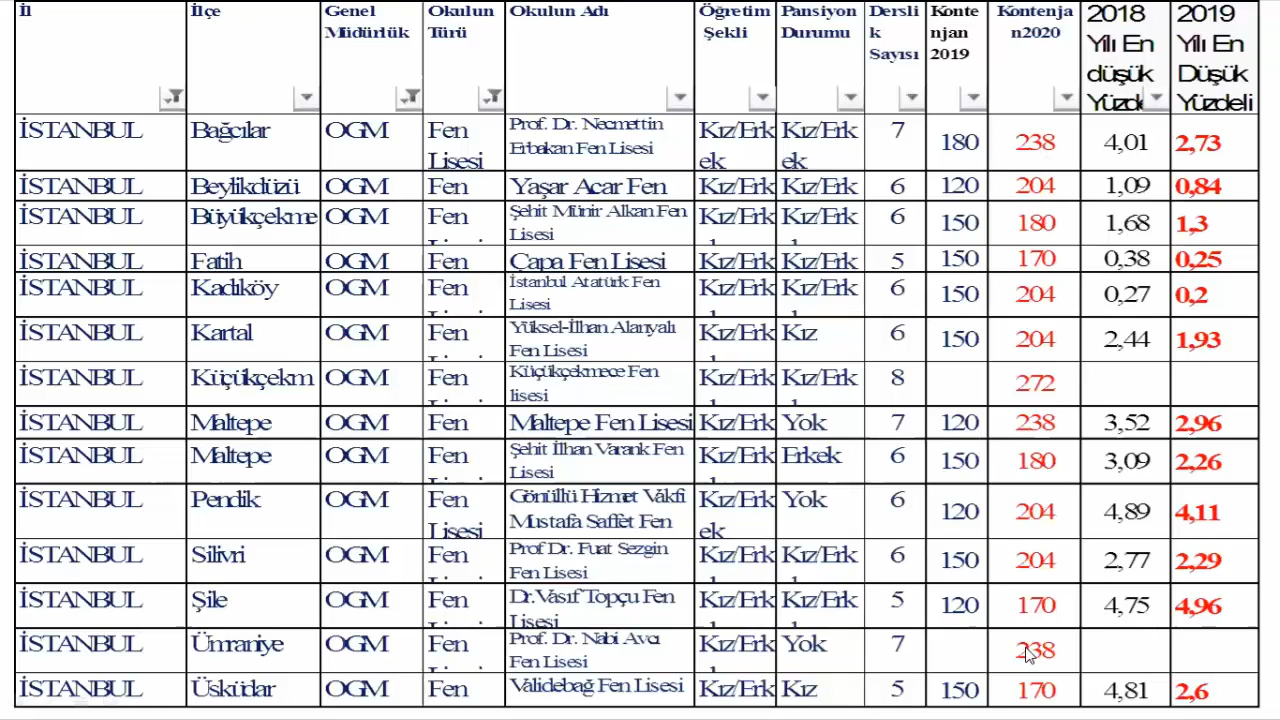 İl İlçe Genel Müdürlük Okulun Türü Okulun Adı Öğretim Şekli Pansiyon Durumu Derslik Sayısı Kontenjan 2019 Kontenjan2020 2018 Yılı En düşük Yüzde 2019 Yılı En Düşük Yüzdeli
İSTANBUL Bağcılar OGM Fen Lisesi Prof. Dr. Necmettin Erbakan Fen Lisesi Kız/Erkek Kız/Erkek 7 180 238 4,01 2,73
İSTANBUL Beylikdüzü OGM Fen Yaşar Acar Fen Kız/Erk Kız/Erk 6 120 204 1,09 0,84
İSTANBUL Büyükçekme OGM Fen Şehit Münir Alkan Fen Lisesi Kız/Erk Kız/Erk 6 150 180 1,68 1,3
İSTANBUL Fatih OGM Fen Çapa Fen Lisesi Kız/Erk Kız/Erk 5 150 170 0,38 0,25
İSTANBUL Kadıköy OGM Fen İstanbul Atatürk Fen Lisesi Kız/Erk Kız/Erk 6 150 204 0,27 0,2
İSTANBUL Kartal OGM Fen Yüksel-İlhan Alanyalı Fen Lisesi Kız/Erk Kız 6 150 204 2,44 1,93
İSTANBUL Küçükçekm OGM Fen Küçükçekmece Fen lisesi Kız/Erk Kız/Erk 8 272
İSTANBUL Maltepe OGM Fen Maltepe Fen Lisesi Kız/Erk Yok 7 120 238 3,52 2,96
İSTANBUL Maltepe OGM Fen Şehit İlhan Varank Fen Lisesi Kız/Erk Erkek 6 150 180 3,09 2,26
İSTANBUL Pendik OGM Fen Lisesi Gönüllü Hizmet Vakfi Mustafa Saffet Fen Kız/Erkek Yok 6 120 204 4,89 4,11
İSTANBUL Silivri OGM Fen Prof Dr. Fuat Sezgin Fen Lisesi Kız/Erk Kız/Erk 6 150 204 2,77 2,29
İSTANBUL Şile OGM Fen Dr.Vasıf Topçu Fen Lisesi Kız/Erk Kız/Erk 5 120 170 4,75 4,96
İSTANBUL Ümraniye OGM Fen Prof. Dr. Nabi Avcı Fen Lisesi Kız/Erk Yok 7 238
İSTANBUL Üsküdar OGM Fen Validebağ Fen Lisesi Kız/Erk Kız 5 150 170 4,81 2,6